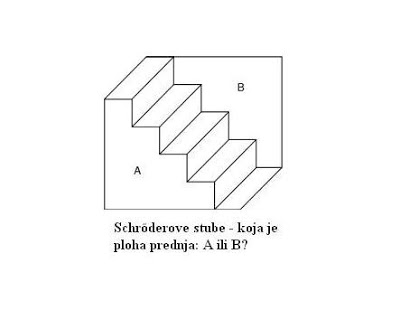 B
A
Schröderove stube - koja je
ploha prednja: A ili B?